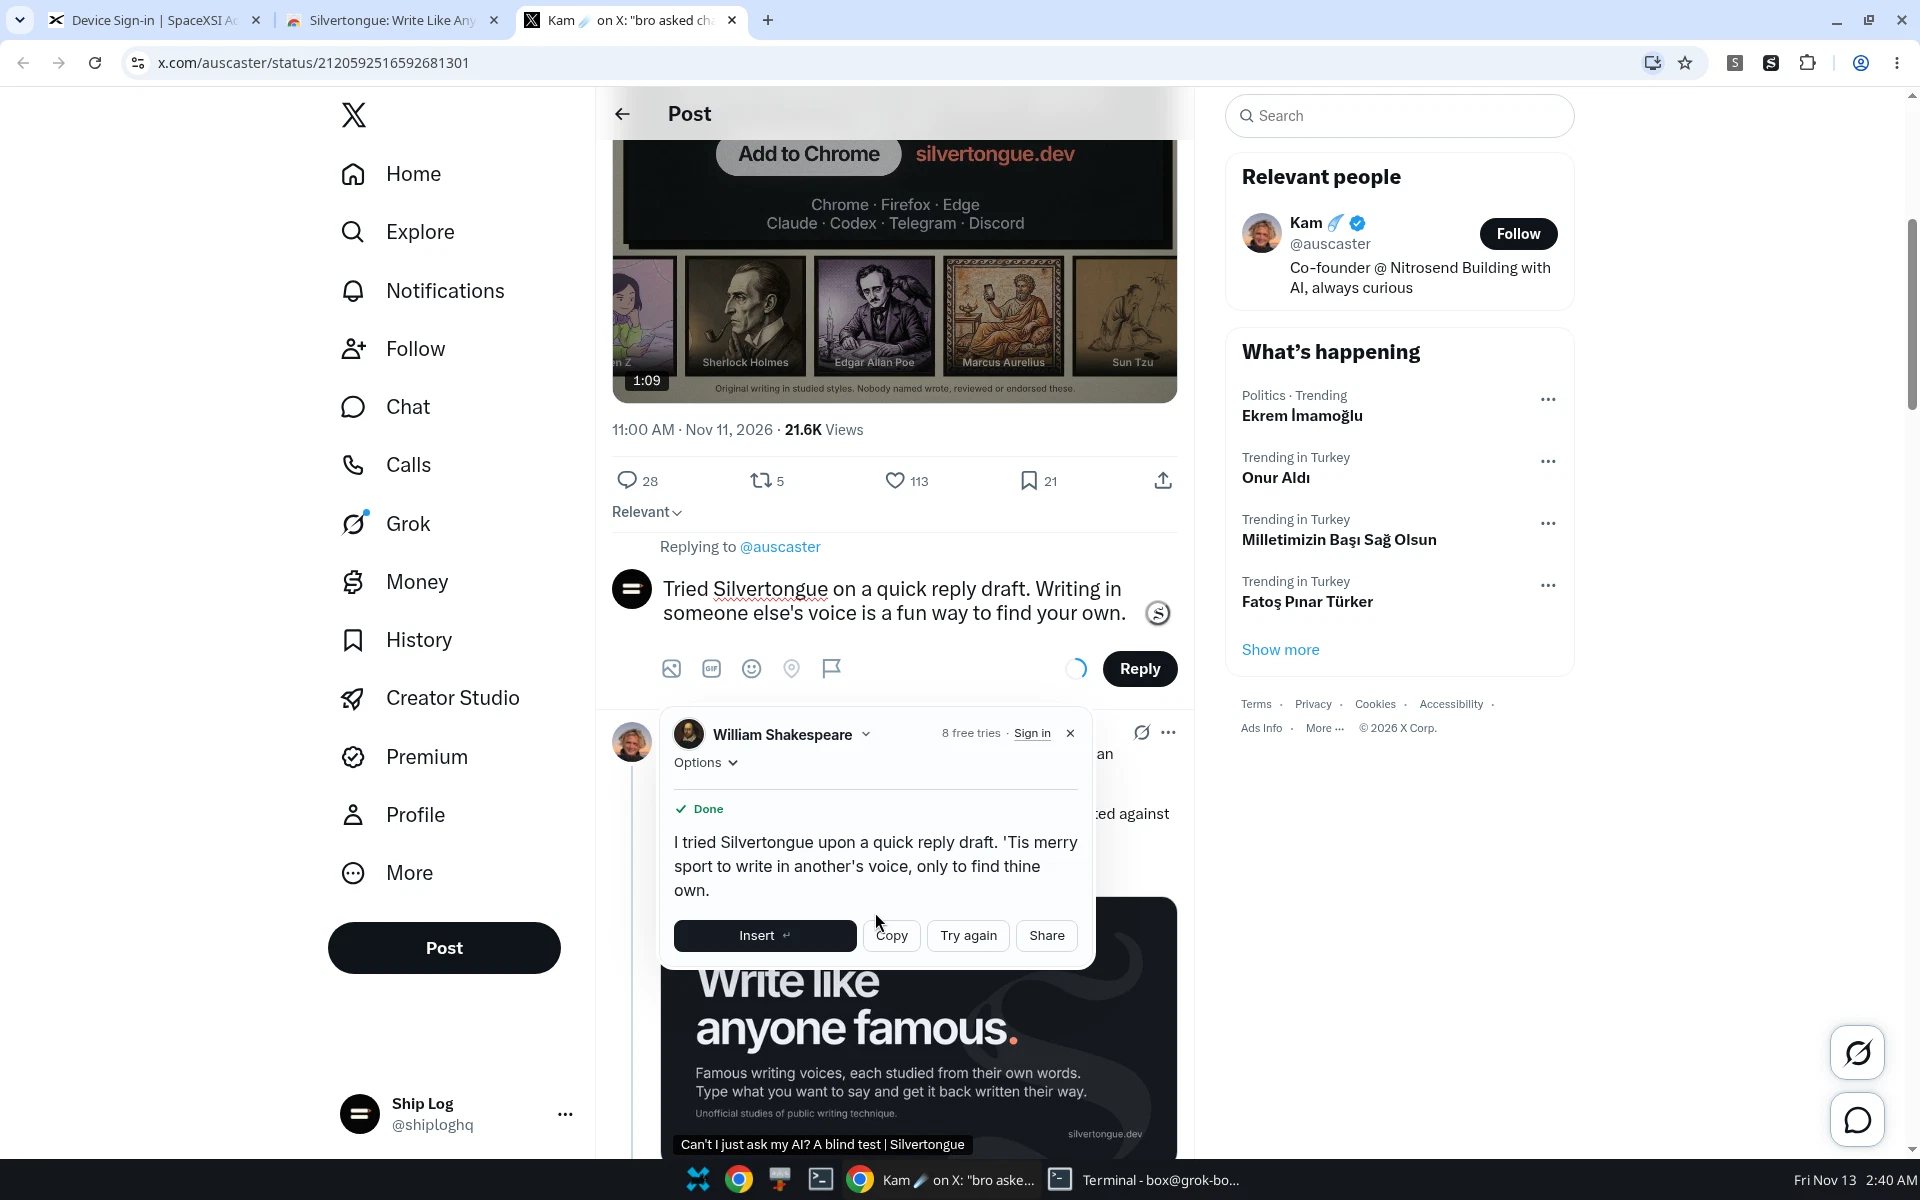 Device Sign-in | SpaceXSI Ac
Silvertongue: Write Like Any
Kam on X: "bro asked cha
x.com/auscaster/status/2120592516592681301
Home
Explore
Notifications
Follow
Chat
Calls
Grok
Money
History
Creator Studio
Premium
Profile
More
Post
Ship Log
@shiploghq
Post
Add to Chrome
silvertongue.dev
Chrome · Firefox · Edge
Claude · Codex · Telegram · Discord
en Z
Sherlock Holmes
Edgar Allan Poe
Marcus Aurelius
Sun Tzu
1:09
Original writing in studied styles. Nobody named wrote, reviewed or endorsed these.
11:00 AM · Nov 11, 2026 · 21.6K Views
28 5 113 21
Relevant
Replying to @auscaster
Tried Silvertongue on a quick reply draft. Writing in
someone else's voice is a fun way to find your own.
S
GIF
Reply
William Shakespeare
8 free tries · Sign in
Options
an
Done
ted against
I tried Silvertongue upon a quick reply draft. 'Tis merry
sport to write in another's voice, only to find thine
own.
Insert ↵
Copy
Try again
Share
Write like
anyone famous.
Famous writing voices, each studied from their own words.
Type what you want to say and get it back written their way.
Unofficial studies of public writing technique.
silvertongue.dev
Can't I just ask my AI? A blind test | Silvertongue
Search
Relevant people
Kam
@auscaster
Follow
Co-founder @ Nitrosend Building with
AI, always curious
What's happening
Politics · Trending
Ekrem İmamoğlu
Trending in Turkey
Onur Aldı
Trending in Turkey
Milletimizin Başı Sağ Olsun
Trending in Turkey
Fatoş Pınar Türker
Show more
Terms · Privacy · Cookies · Accessibility ·
Ads Info · More ··· © 2026 X Corp.
Kam on X: "bro aske...
Terminal - box@grok-bo...
Fri Nov 13 2:40 AM